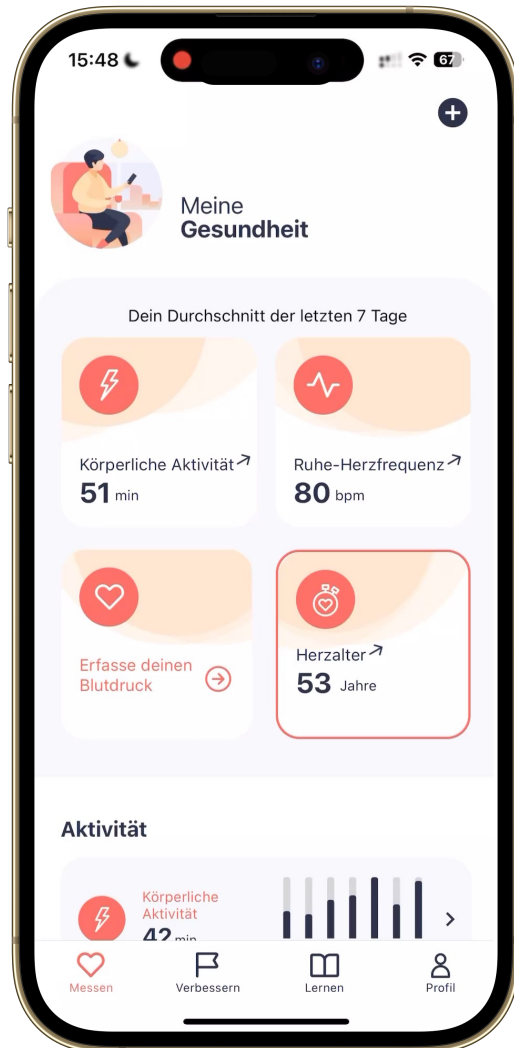 15:48
67
Meine
Gesundheit
Dein Durchschnitt der letzten 7 Tage
Körperliche Aktivität
51 min
Ruhe-Herzfrequenz
80 bpm
Erfasse deinen
Blutdruck
Herzalter
53 Jahre
Aktivität
Körperliche
Aktivität
42 min
Messen
Verbessern
Lernen
Profil